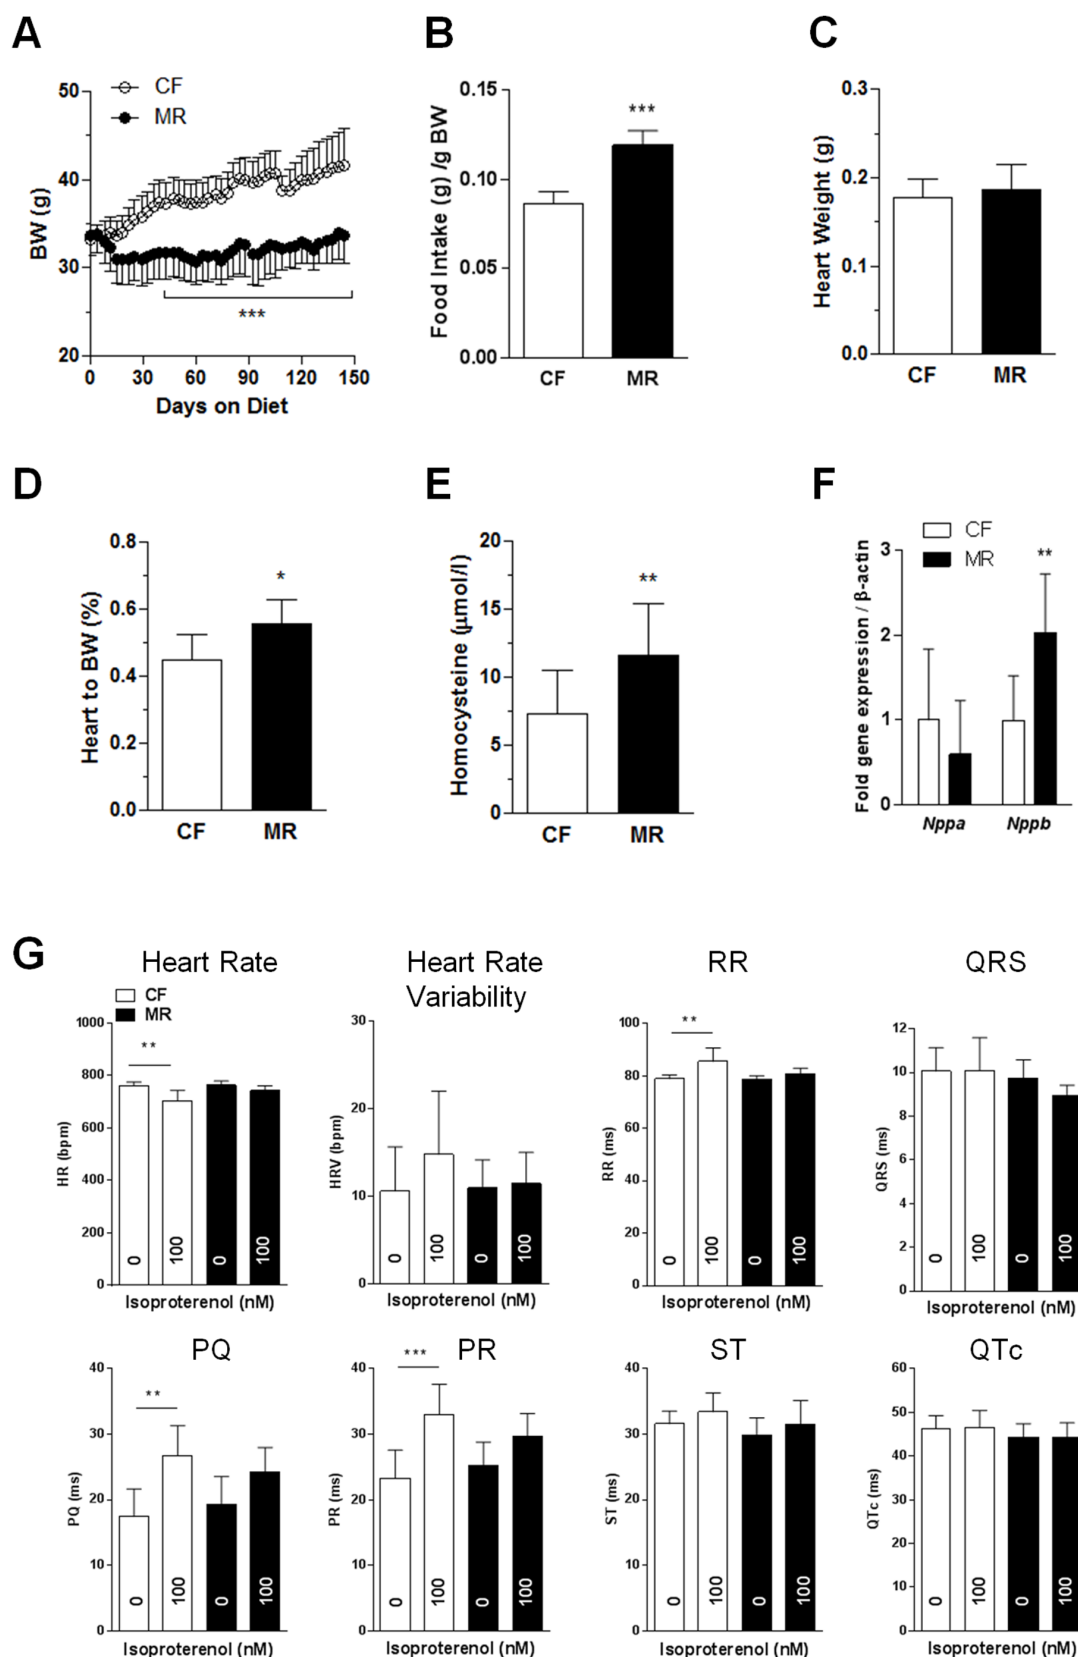 A
CF
MR
BW (g)
50
40
30
20
***
0 30 60 90 120 150
Days on Diet
B
Food Intake (g) /g BW
0.15
0.10
0.05
0.00
***
CF MR
C
Heart Weight (g)
0.3
0.2
0.1
0.0
CF MR
D
Heart to BW (%)
0.8
0.6
0.4
0.2
0.0
*
CF MR
E
Homocysteine (μmol/l)
20
15
10
5
0
**
CF MR
F
CF
MR
Fold gene expression / β-actin
3
2
1
0
**
Nppa Nppb
G
Heart Rate
CF
MR
HR (bpm)
1000
800
600
400
200
0
**
0 100 0 100
Isoproterenol (nM)
Heart Rate
Variability
HRV (bpm)
30
20
10
0
0 100 0 100
Isoproterenol (nM)
RR
RR (ms)
100
80
60
40
20
0
**
0 100 0 100
Isoproterenol (nM)
QRS
QRS (ms)
12
10
8
6
4
2
0
0 100 0 100
Isoproterenol (nM)
PQ
PQ (ms)
40
30
20
10
0
**
0 100 0 100
Isoproterenol (nM)
PR
PR (ms)
40
30
20
10
0
***
0 100 0 100
Isoproterenol (nM)
ST
ST (ms)
40
30
20
10
0
0 100 0 100
Isoproterenol (nM)
QTc
QTc (ms)
60
50
40
30
20
10
0
0 100 0 100
Isoproterenol (nM)